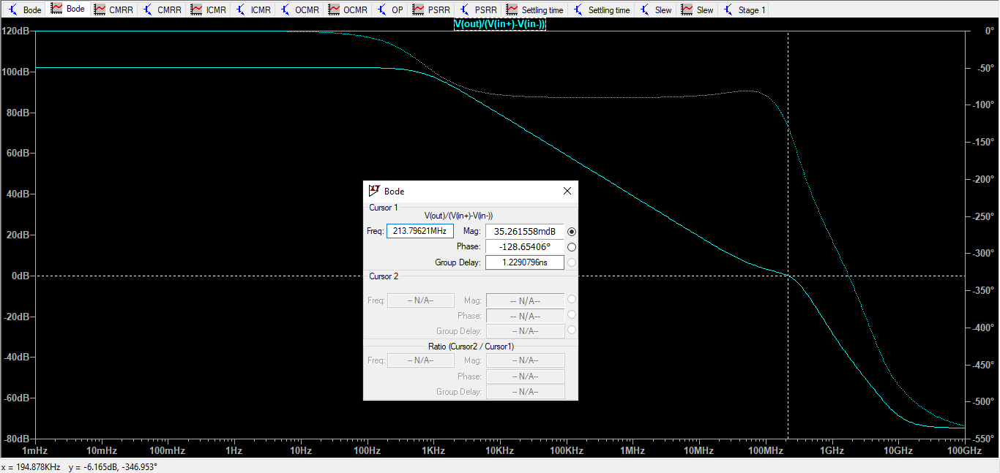 Bode Bode CMRR CMRR ICMR ICMR OCMR OCMR OP PSRR PSRR Settling time Settling time Slew Slew Stage 1
V(out)/(V(in+)-V(in-))
120dB 0°
100dB -50°
80dB -100°
60dB -150°
-200°
40dB -250°
20dB -300°
0dB -350°
-20dB -400°
-40dB -450°
-60dB -500°
-80dB -550°
1mHz 10mHz 100mHz 1Hz 10Hz 100Hz 1KHz 10KHz 100KHz 1MHz 10MHz 100MHz 1GHz 10GHz 100GHz
Bode
Cursor 1
V(out)/(V(in+)-V(in-))
Freq: 213.79621MHz Mag: 35.261558mdB
Phase: -128.65406°
Group Delay: 1.2290796ns
Cursor 2
Freq: -- N/A-- Mag: -- N/A--
Phase: -- N/A--
Group Delay: -- N/A--
Ratio (Cursor2 / Cursor1)
Freq: -- N/A-- Mag: -- N/A--
Phase: -- N/A--
Group Delay: -- N/A--
x = 194.878KHz y = -6.165dB, -346.953°